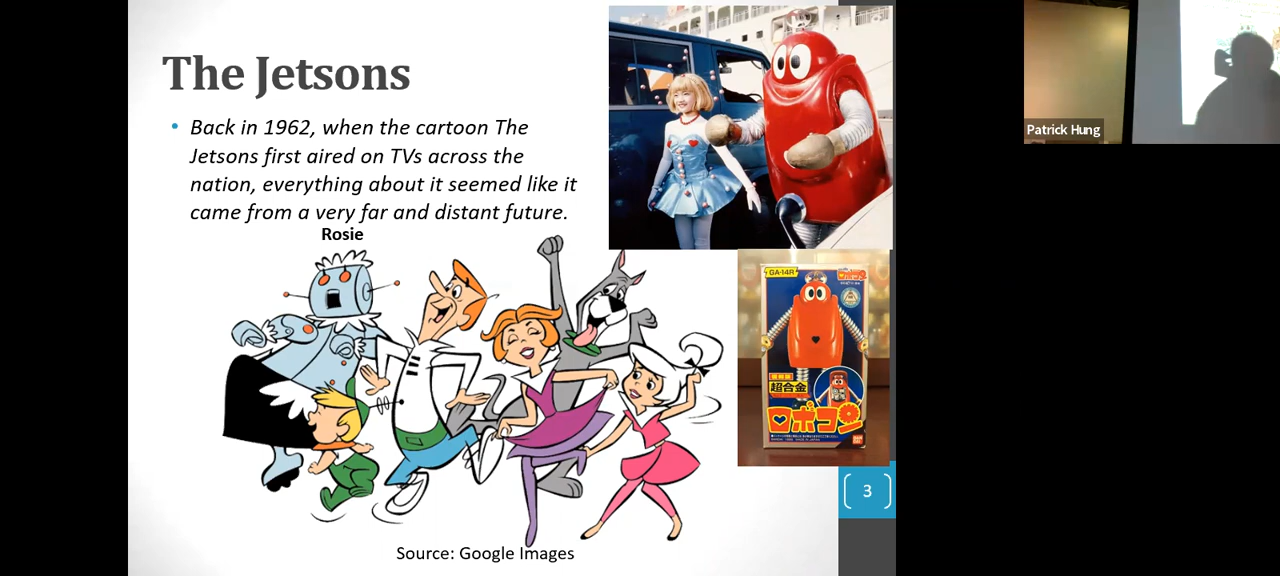 The Jetsons
• Back in 1962, when the cartoon The
Jetsons first aired on TVs across the
nation, everything about it seemed like it
came from a very far and distant future.
Rosie
GA-14R
超合金
ロボコン
3
Source: Google Images
Patrick Hung